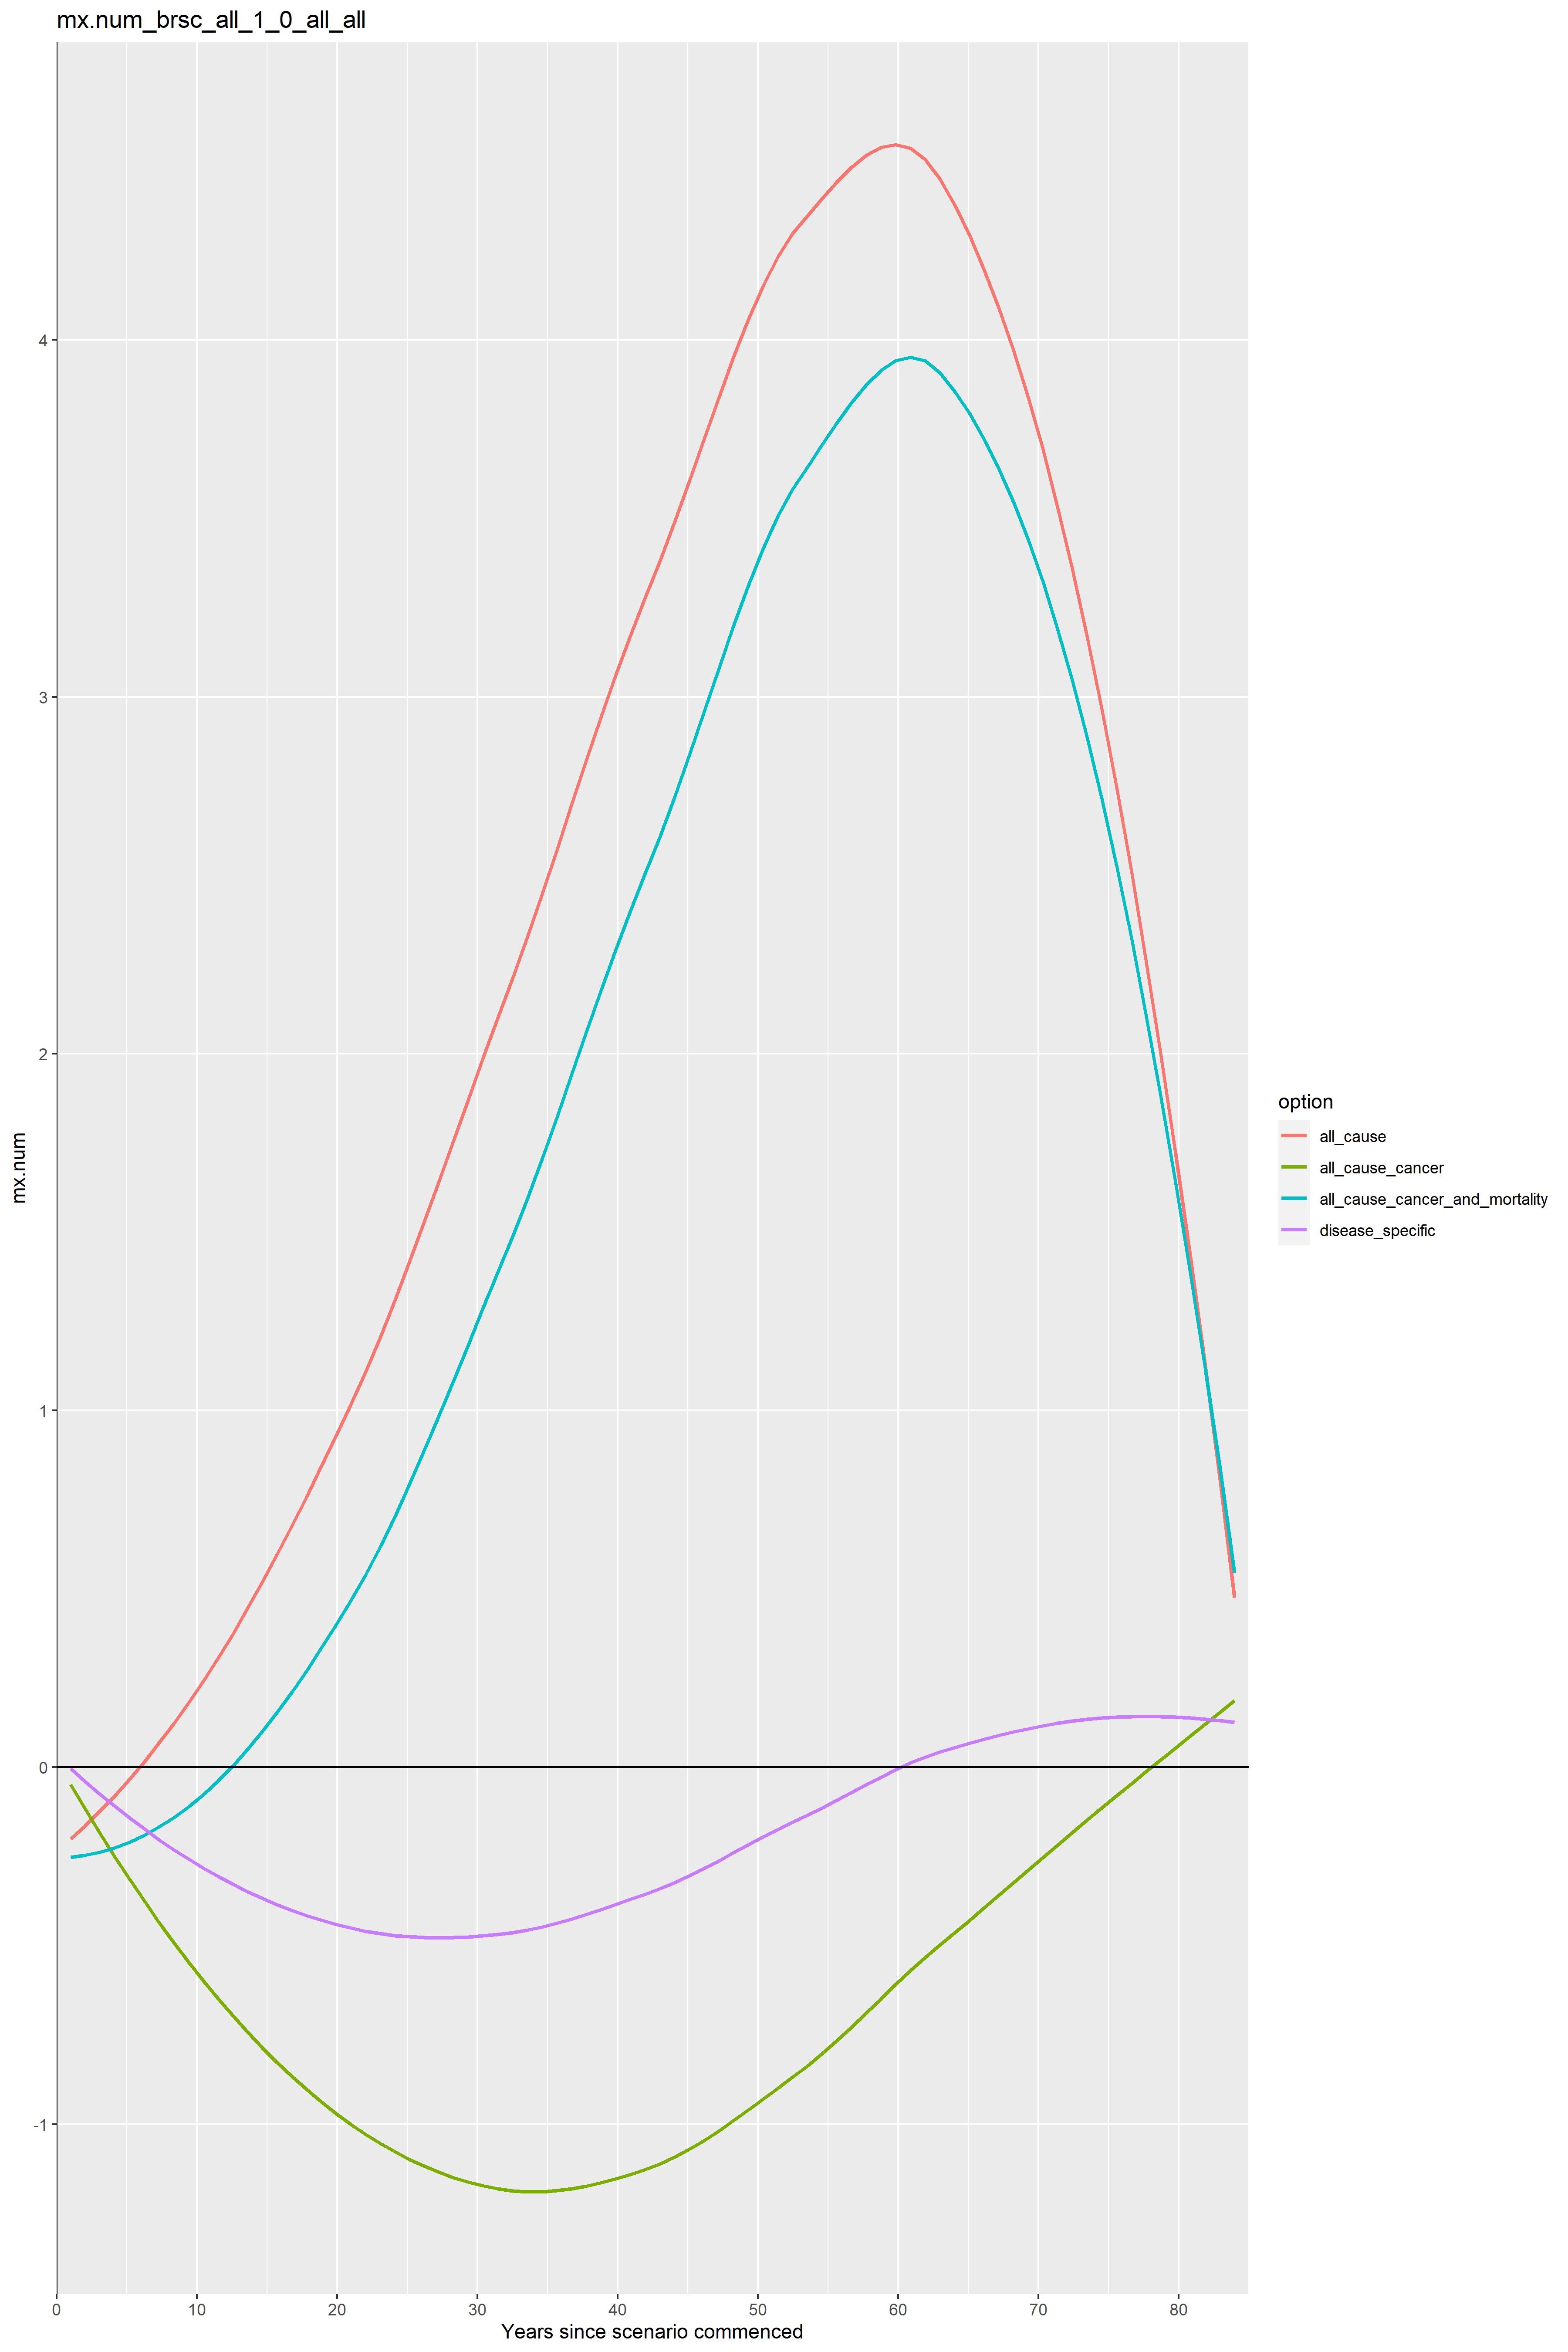 mx.num_brsc_all_1_0_all_all
4
3
2
1
0
-1
mx.num
0 10 20 30 40 50 60 70 80
Years since scenario commenced
option
all_cause
all_cause_cancer
all_cause_cancer_and_mortality
disease_specific